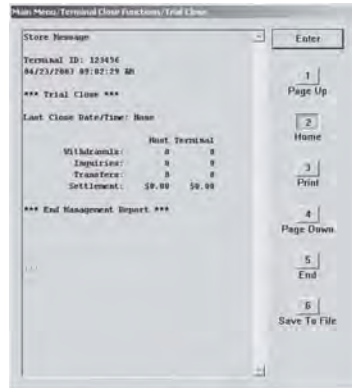 Main Menu/Terminal Close Functions/Trial Close
Store Message
Terminal ID: 123456
04/23/2003 09:02:29 AM
*** Trial Close ***
Last Close Date/Time: None
Host Terminal
Withdrawals: 0 0
Inquiries: 0 0
Transfers: 0 0
Settlement: $0.00 $0.00
*** End Management Report ***
Enter
1
Page Up
2
Home
3
Print
4
Page Down
5
End
6
Save To File